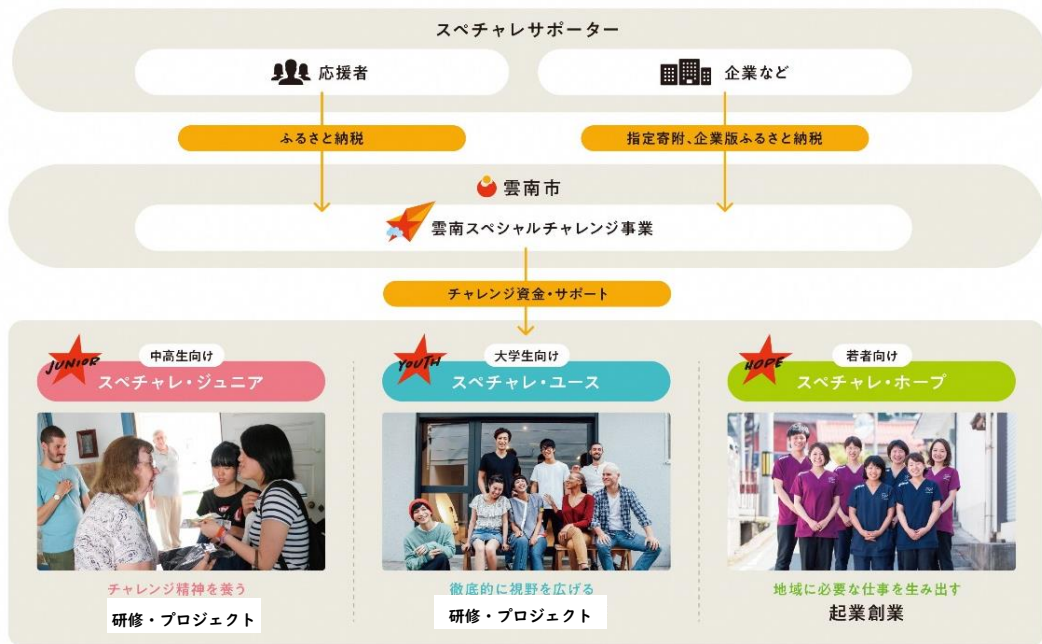 スペチャレサポーター
応援者
企業など
ふるさと納税
指定寄附、企業版ふるさと納税
雲南市
雲南スペシャルチャレンジ事業
チャレンジ資金・サポート
JUNIOR
中高生向け
スペチャレ・ジュニア
YOUTH
大学生向け
スペチャレ・ユース
HOPE
若者向け
スペチャレ・ホープ
チャレンジ精神を養う
研修・プロジェクト
徹底的に視野を広げる
研修・プロジェクト
地域に必要な仕事を生み出す
起業創業